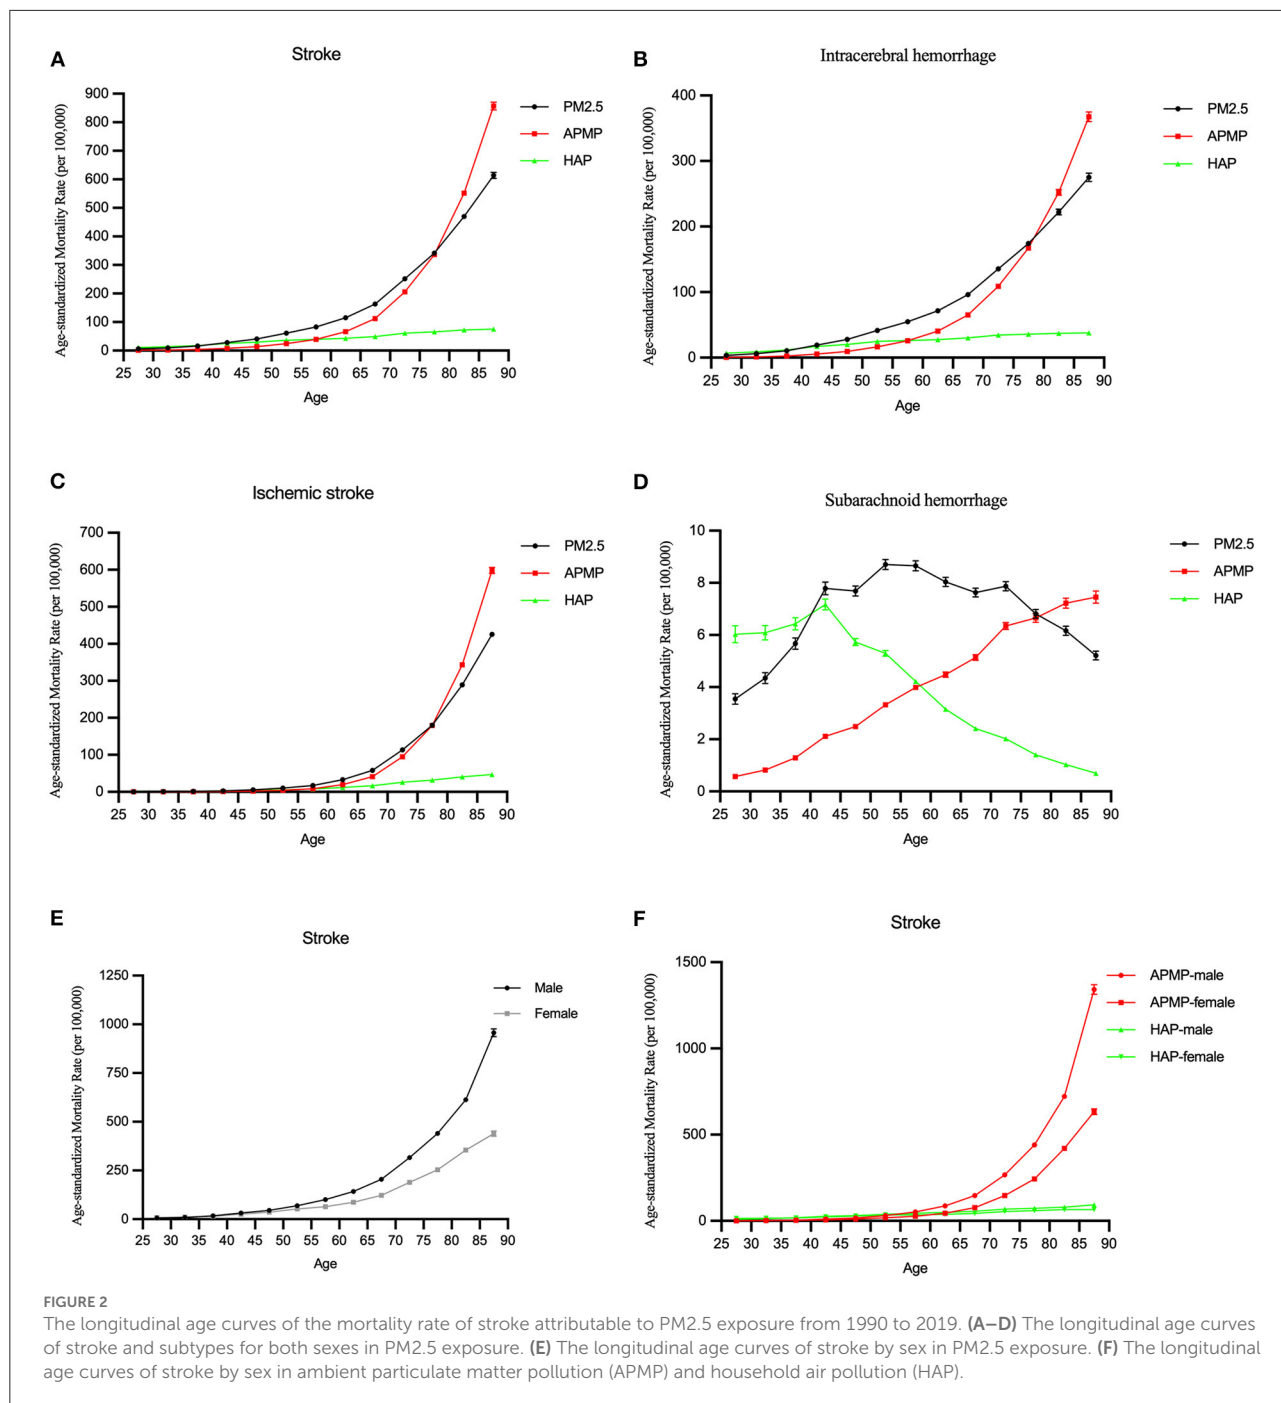 A
Stroke
Age-standardized Mortality Rate (per 100,000)
900
800
700
600
500
400
300
200
100
0
25 30 35 40 45 50 55 60 65 70 75 80 85 90
Age
PM2.5
APMP
HAP
B
Intracerebral hemorrhage
Age-standardized Mortality Rate (per 100,000)
400
300
200
100
0
25 30 35 40 45 50 55 60 65 70 75 80 85 90
Age
PM2.5
APMP
HAP
C
Ischemic stroke
Age-standardized Mortality Rate (per 100,000)
700
600
500
400
300
200
100
0
25 30 35 40 45 50 55 60 65 70 75 80 85 90
Age
PM2.5
APMP
HAP
D
Subarachnoid hemorrhage
Age-standardized Mortality Rate (per 100,000)
10
8
6
4
2
0
25 30 35 40 45 50 55 60 65 70 75 80 85 90
Age
PM2.5
APMP
HAP
E
Stroke
Age-standardized Mortality Rate (per 100,000)
1250
1000
750
500
250
0
25 30 35 40 45 50 55 60 65 70 75 80 85 90
Age
Male
Female
F
Stroke
Age-standardized Mortality Rate (per 100,000)
1500
1000
500
0
25 30 35 40 45 50 55 60 65 70 75 80 85 90
Age
APMP-male
APMP-female
HAP-male
HAP-female
FIGURE 2
The longitudinal age curves of the mortality rate of stroke attributable to PM2.5 exposure from 1990 to 2019. (A–D) The longitudinal age curves
of stroke and subtypes for both sexes in PM2.5 exposure. (E) The longitudinal age curves of stroke by sex in PM2.5 exposure. (F) The longitudinal
age curves of stroke by sex in ambient particulate matter pollution (APMP) and household air pollution (HAP).